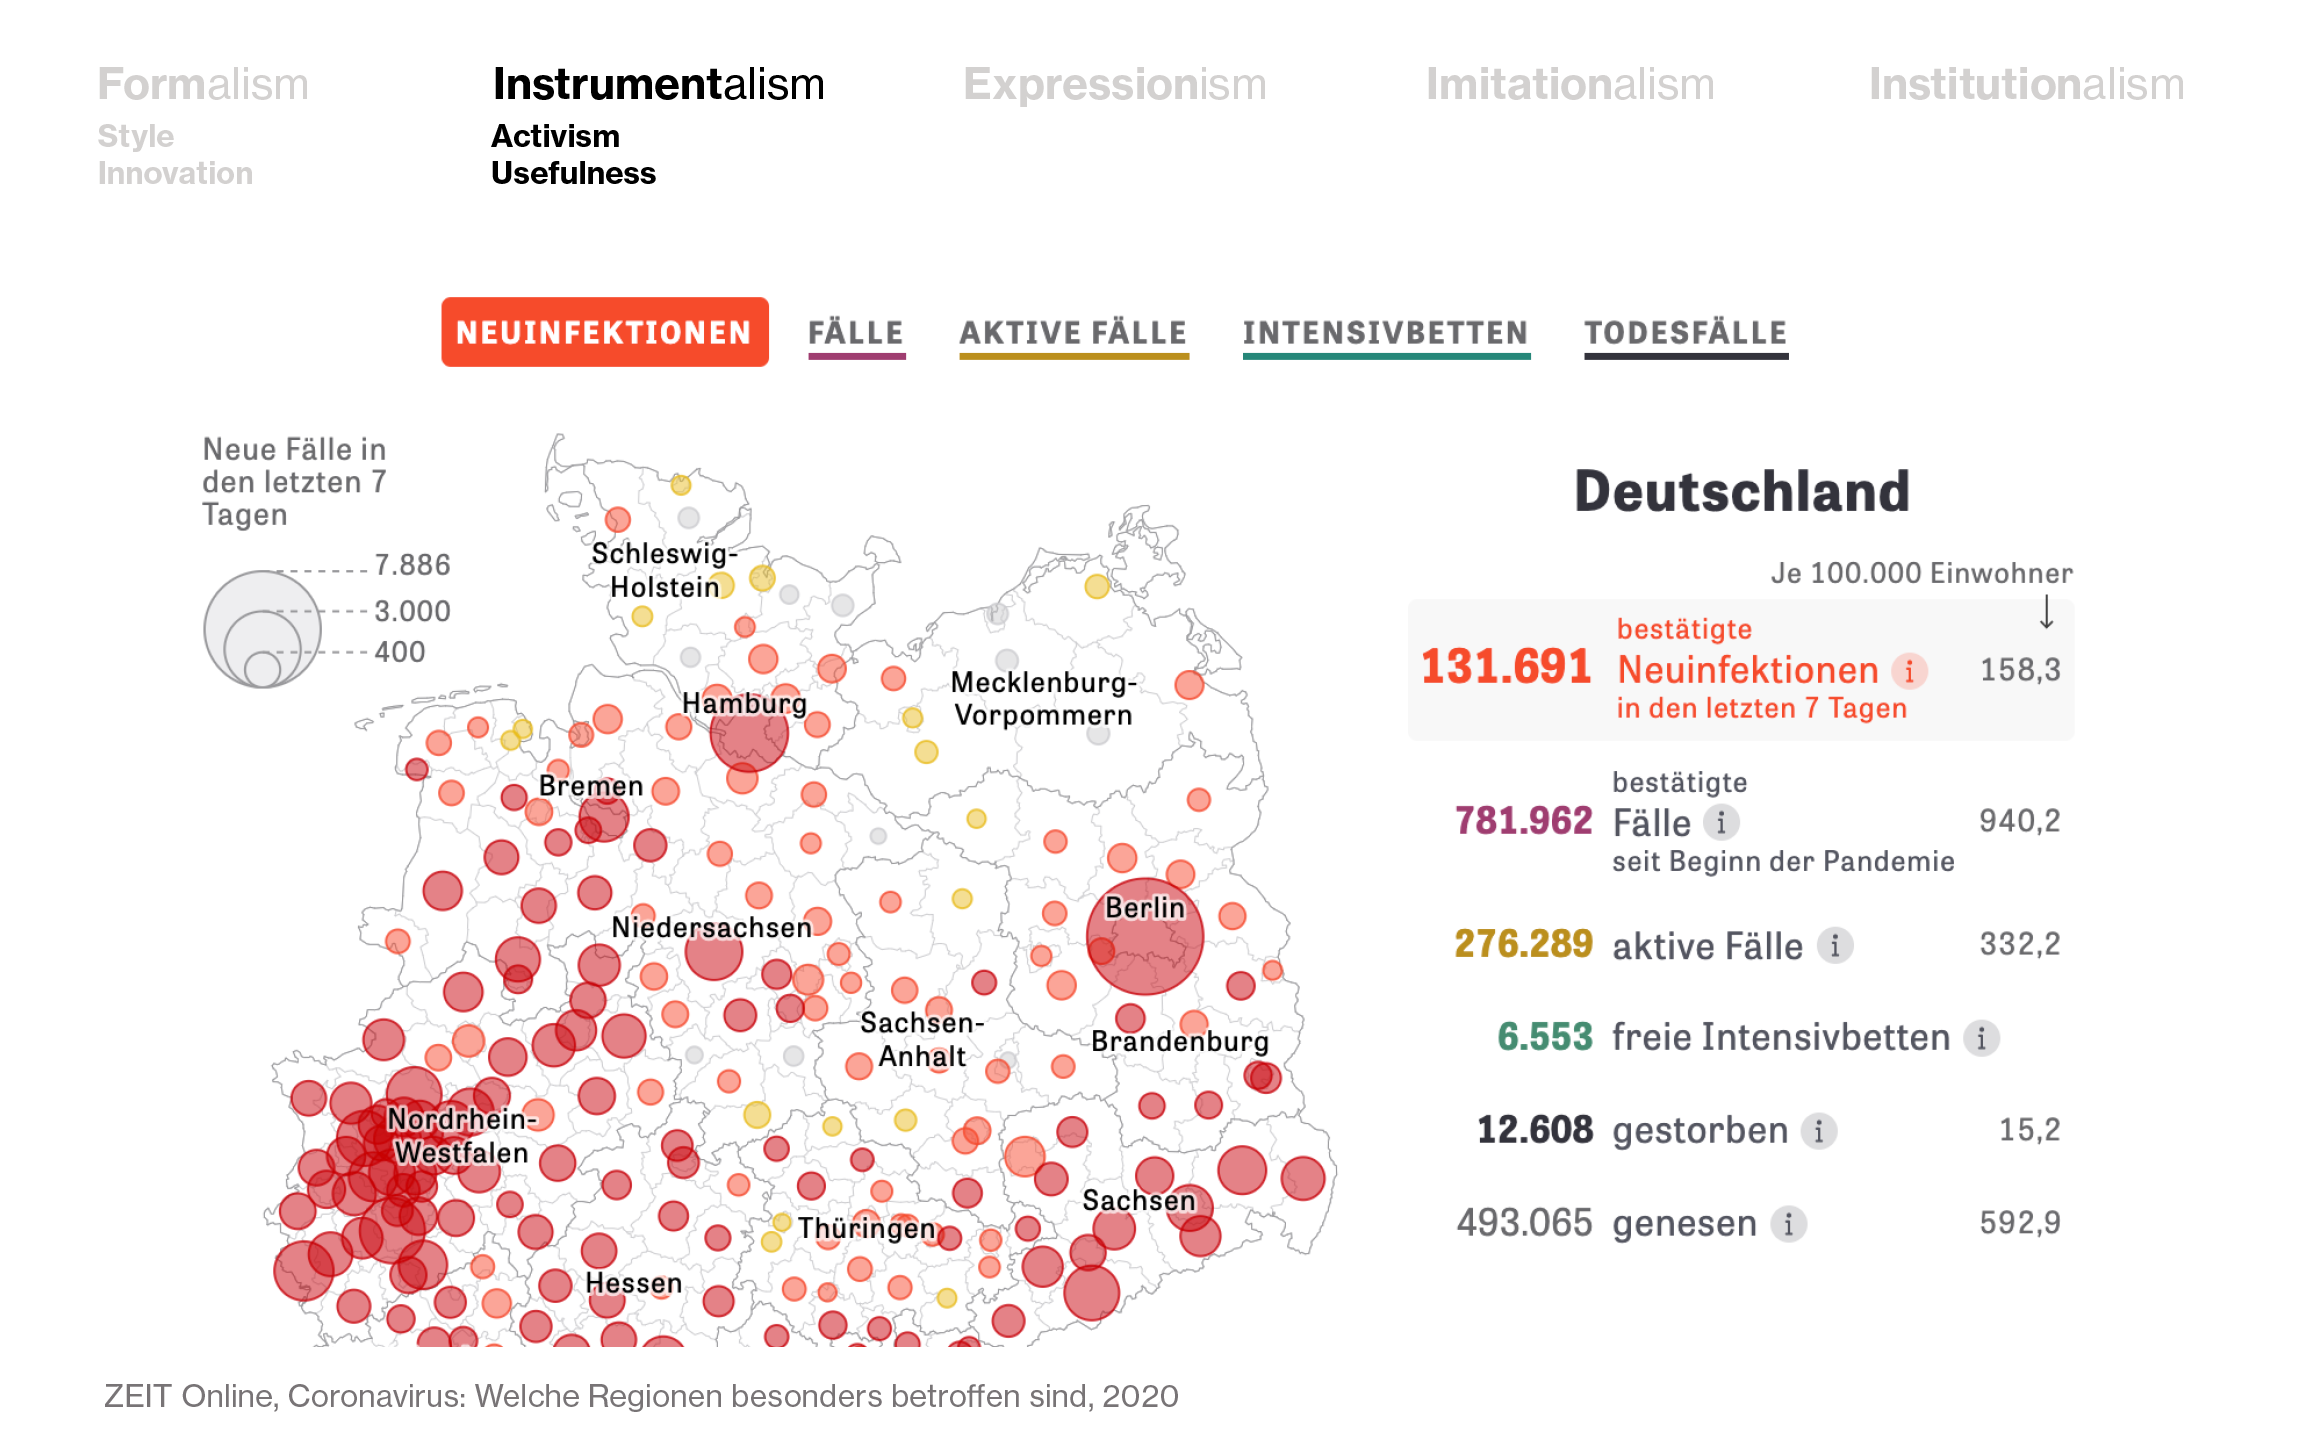 Formalism
Style
Innovation
Instrumentalism
Activism
Usefulness
Expressionism
Imitationalism
Institutionalism
NEUINFEKTIONEN
FÄLLE
AKTIVE FÄLLE
INTENSIVBETTEN
TODESFÄLLE
Neue Fälle in
den letzten 7
Tagen
7.886
3.000
400
Schleswig-
Holstein
Mecklenburg-
Vorpommern
Hamburg
Bremen
Berlin
Niedersachsen
Sachsen-
Anhalt
Brandenburg
Nordrhein-
Westfalen
Sachsen
Thüringen
Hessen
Deutschland
Je 100.000 Einwohner
bestätigte
131.691 Neuinfektionen i 158,3
in den letzten 7 Tagen
bestätigte
781.962 Fälle i 940,2
seit Beginn der Pandemie
276.289 aktive Fälle i 332,2
6.553 freie Intensivbetten i
12.608 gestorben i 15,2
493.065 genesen i 592,9
ZEIT Online, Coronavirus: Welche Regionen besonders betroffen sind, 2020